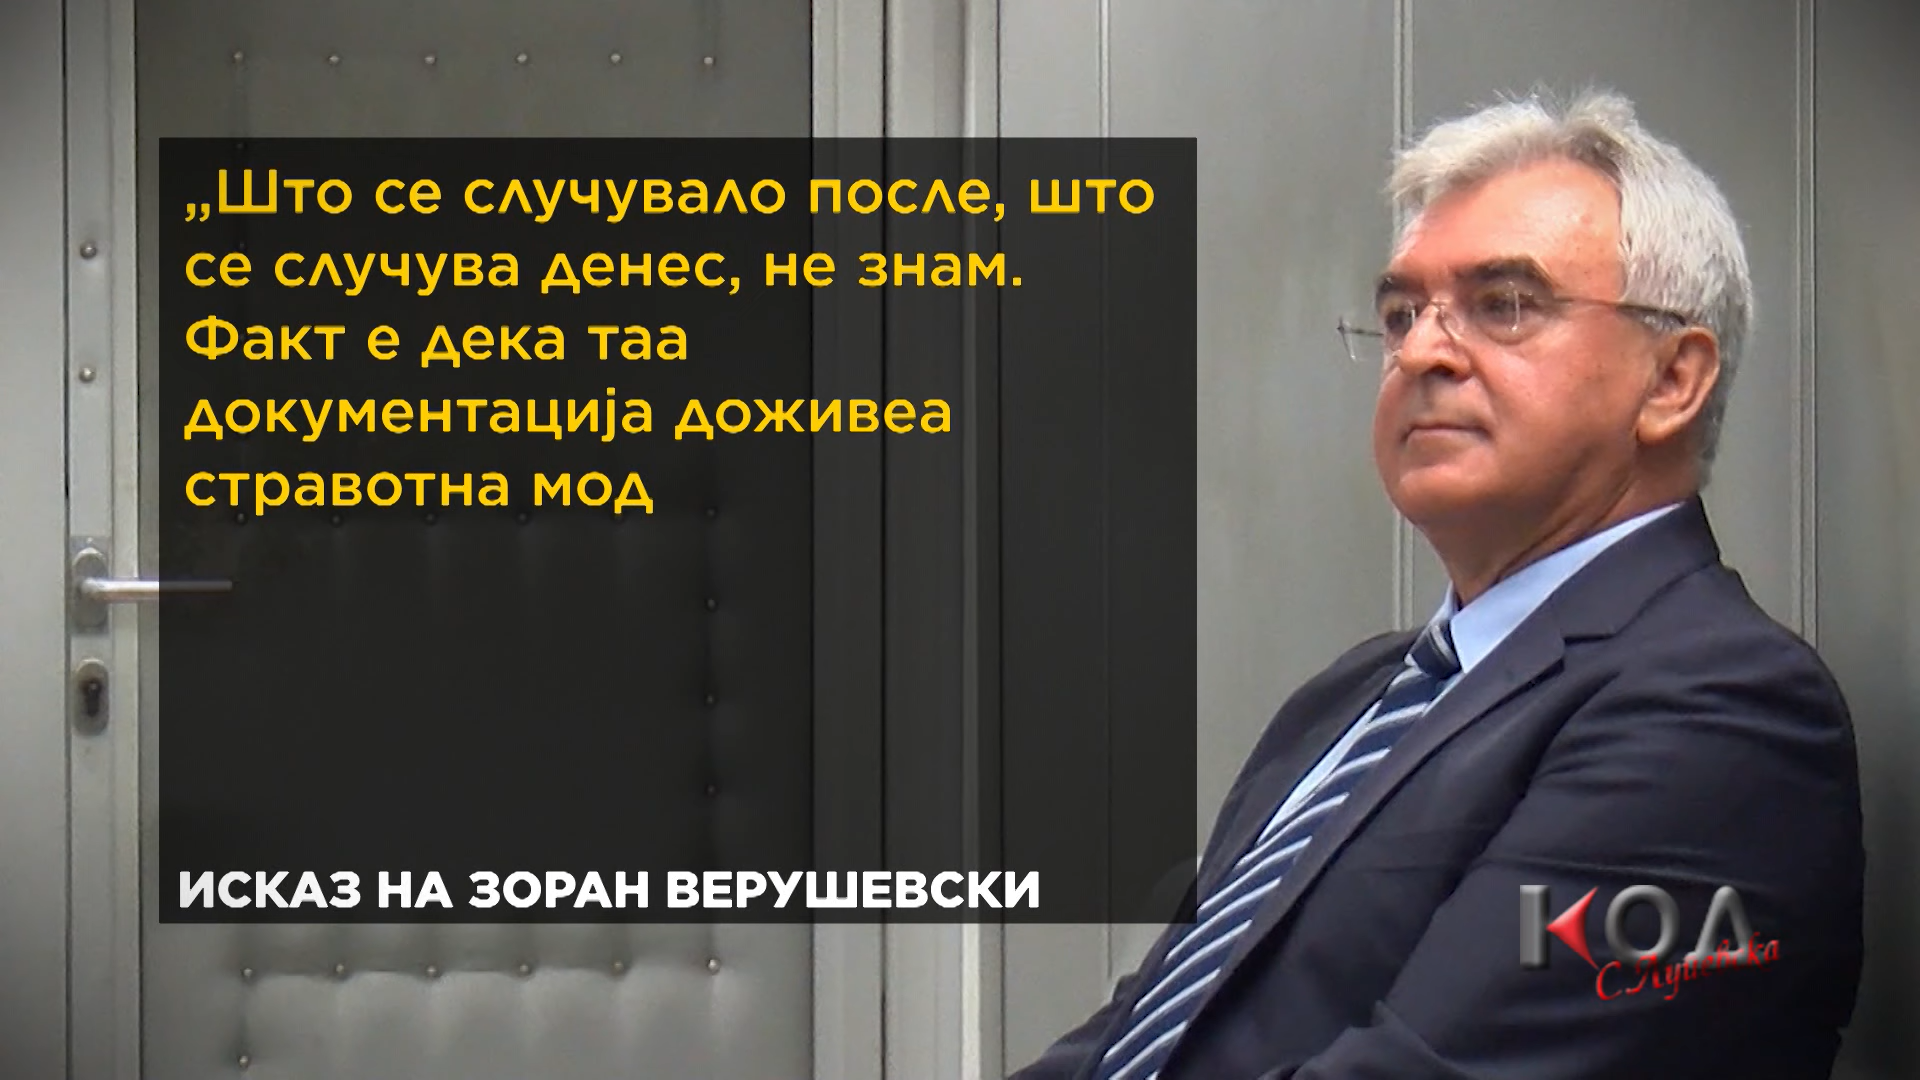 „Што се случувало после, што
се случува денес, не знам.
Факт е дека таа
документација доживеа
стравотна мод
ИСКАЗ НА ЗОРАН ВЕРУШЕВСКИ
КОД
С. Лушевска